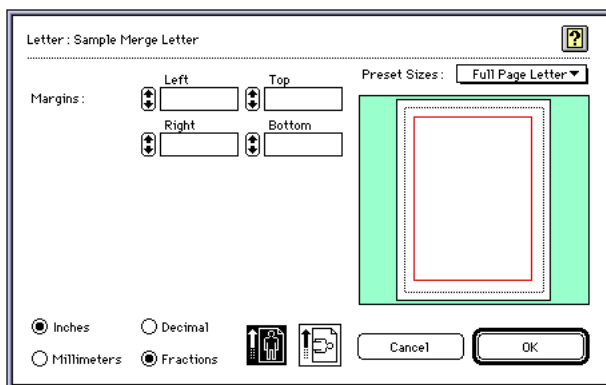 Letter : Sample Merge Letter
?
Preset Sizes : Full Page Letter
Margins :
Left Top
Right Bottom
Inches Decimal
Millimeters Fractions
Cancel OK